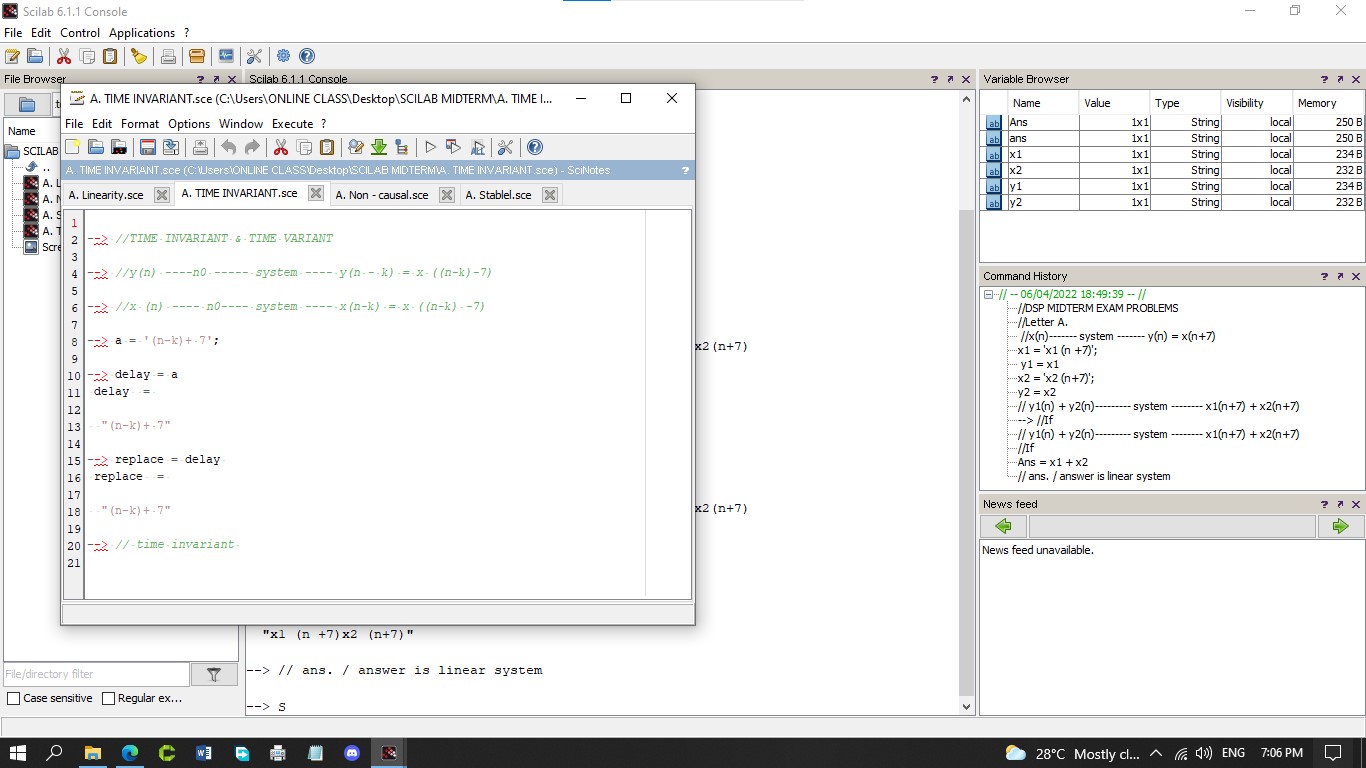 Scilab 6.1.1 Console
File Edit Control Applications ?
File Browser ? ↗ ×
Name
SCILAB
..
A. L
A. N
A. S
A. T
Scre
File/directory filter
Case sensitive Regular ex...
Scilab 6.1.1 Console ? ↗ ×
x2(n+7)
x2(n+7)
"x1 (n +7)x2 (n+7)"
--> // ans. / answer is linear system
--> S
A. TIME INVARIANT.sce (C:\Users\ONLINE CLASS\Desktop\SCILAB MIDTERM\A. TIME I...
File Edit Format Options Window Execute ?
A. TIME INVARIANT.sce (C:\Users\ONLINE CLASS\Desktop\SCILAB MIDTERM\A. TIME INVARIANT.sce) - SciNotes ?
A. Linearity.sce A. TIME INVARIANT.sce A. Non - causal.sce A. Stablel.sce
1
2 --> //TIME INVARIANT & TIME VARIANT
3
4 --> //y(n) ----n0 ----- system ---- y(n - k) = x ((n-k)-7)
5
6 --> //x (n) ---- n0---- system ---- x(n-k) = x ((n-k) -7)
7
8 --> a = '(n-k)+ 7';
9
10 --> delay = a
11 delay =
12
13 "(n-k)+ 7"
14
15 --> replace = delay
16 replace =
17
18 "(n-k)+ 7"
19
20 --> // time invariant
21
Variable Browser ? ↗ ×
Name Value Type Visibility Memory
Ans 1x1 String local 250 B
ans 1x1 String local 250 B
x1 1x1 String local 234 B
x2 1x1 String local 232 B
y1 1x1 String local 234 B
y2 1x1 String local 232 B
Command History ? ↗ ×
// -- 06/04/2022 18:49:39 -- //
//DSP MIDTERM EXAM PROBLEMS
//Letter A.
//x(n)------- system ------- y(n) = x(n+7)
x1 = 'x1 (n +7)';
y1 = x1
x2 = 'x2 (n+7)';
y2 = x2
// y1(n) + y2(n)--------- system -------- x1(n+7) + x2(n+7)
--> //If
// y1(n) + y2(n)--------- system -------- x1(n+7) + x2(n+7)
//If
Ans = x1 + x2
// ans. / answer is linear system
News feed ? ↗ ×
News feed unavailable.
28°C Mostly cl... ENG 7:06 PM